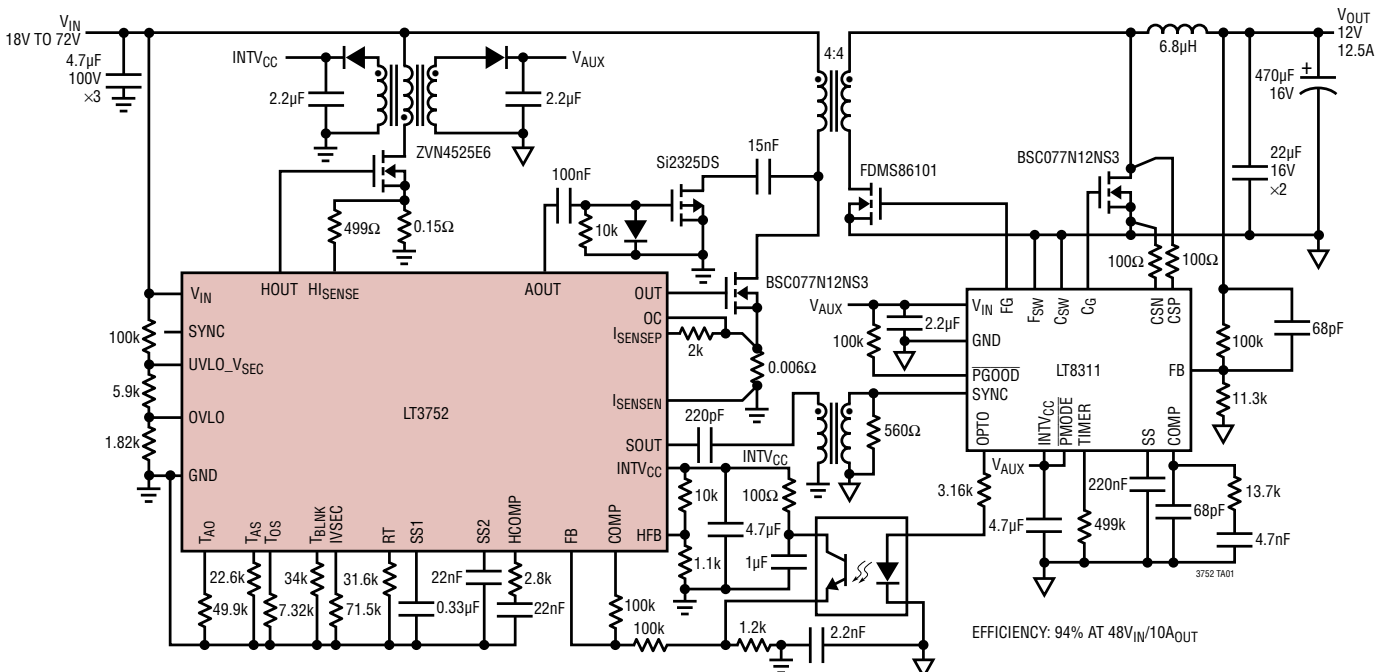 VIN
18V TO 72V
4.7µF
100V
×3
INTVCC
2.2µF
VAUX
2.2µF
ZVN4525E6
499Ω
0.15Ω
100nF
10k
Si2325DS
15nF
4:4
FDMS86101
BSC077N12NS3
6.8µH
VOUT
12V
12.5A
470µF
16V
+
22µF
16V
×2
100Ω
100Ω
BSC077N12NS3
VIN
HOUT
HISENSE
AOUT
OUT
OC
ISENSEP
2k
0.006Ω
ISENSEN
SYNC
100k
UVLO_VSEC
5.9k
OVLO
1.82k
GND
LT3752
SOUT
220pF
INTVCC
INTVCC
10k
HFB
1.1k
4.7µF
100Ω
1µF
TAO
TAS
TOS
TBLNK
IVSEC
RT
SS1
SS2
HCOMP
FB
COMP
49.9k
22.6k
7.32k
34k
71.5k
31.6k
0.33µF
22nF
2.8k
22nF
100k
100k
1.2k
2.2nF
560Ω
VAUX
2.2µF
100k
VIN
FG
FSW
CSW
CG
CSN
CSP
GND
PGOOD
SYNC
LT8311
FB
100k
68pF
11.3k
OPTO
INTVCC
PMODE
TIMER
SS
COMP
3.16k
VAUX
4.7µF
499k
220nF
68pF
13.7k
4.7nF
3752 TA01
EFFICIENCY: 94% AT 48VIN/10AOUT